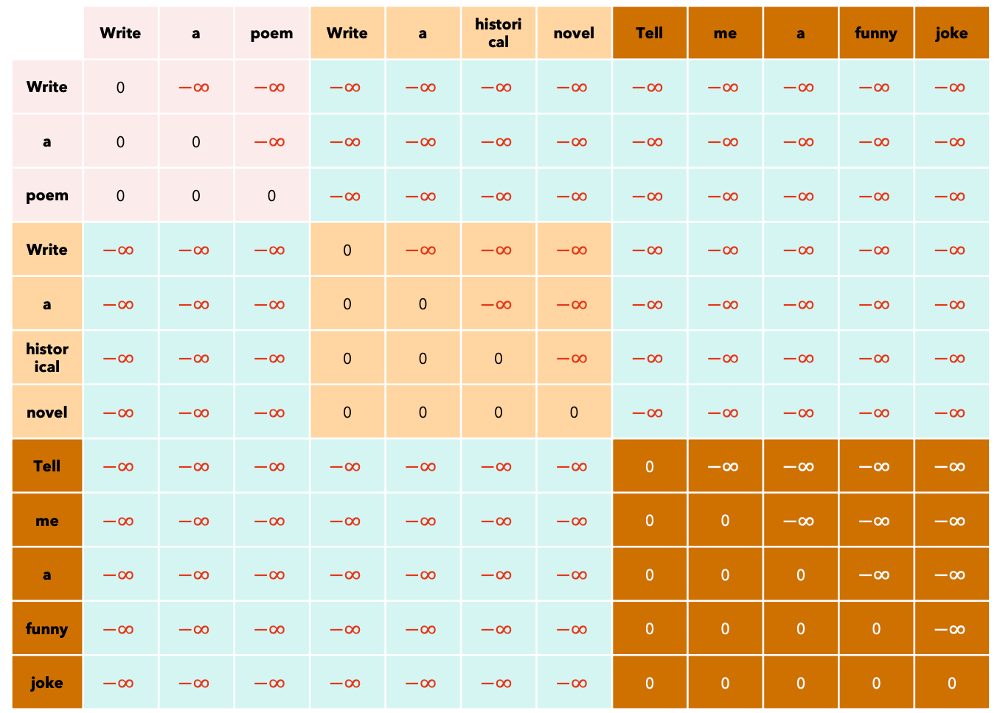 Write a poem Write a histori cal novel Tell me a funny joke
Write 0 −∞ −∞ −∞ −∞ −∞ −∞ −∞ −∞ −∞ −∞ −∞
a 0 0 −∞ −∞ −∞ −∞ −∞ −∞ −∞ −∞ −∞ −∞
poem 0 0 0 −∞ −∞ −∞ −∞ −∞ −∞ −∞ −∞ −∞
Write −∞ −∞ −∞ 0 −∞ −∞ −∞ −∞ −∞ −∞ −∞ −∞
a −∞ −∞ −∞ 0 0 −∞ −∞ −∞ −∞ −∞ −∞ −∞
histor ical −∞ −∞ −∞ 0 0 0 −∞ −∞ −∞ −∞ −∞ −∞
novel −∞ −∞ −∞ 0 0 0 0 −∞ −∞ −∞ −∞ −∞
Tell −∞ −∞ −∞ −∞ −∞ −∞ −∞ 0 −∞ −∞ −∞ −∞
me −∞ −∞ −∞ −∞ −∞ −∞ −∞ 0 0 −∞ −∞ −∞
a −∞ −∞ −∞ −∞ −∞ −∞ −∞ 0 0 0 −∞ −∞
funny −∞ −∞ −∞ −∞ −∞ −∞ −∞ 0 0 0 0 −∞
joke −∞ −∞ −∞ −∞ −∞ −∞ −∞ 0 0 0 0 0